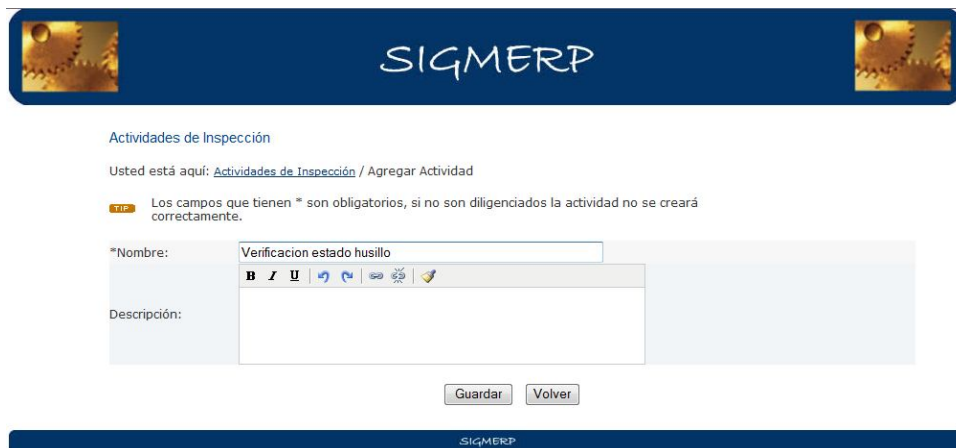 SIGMERP
Actividades de Inspección
Usted está aquí: Actividades de Inspección / Agregar Actividad
TIP
Los campos que tienen * son obligatorios, si no son diligenciados la actividad no se creará
correctamente.
*Nombre: Verificacion estado husillo
B I U
Descripción:
Guardar Volver
SIGMERP